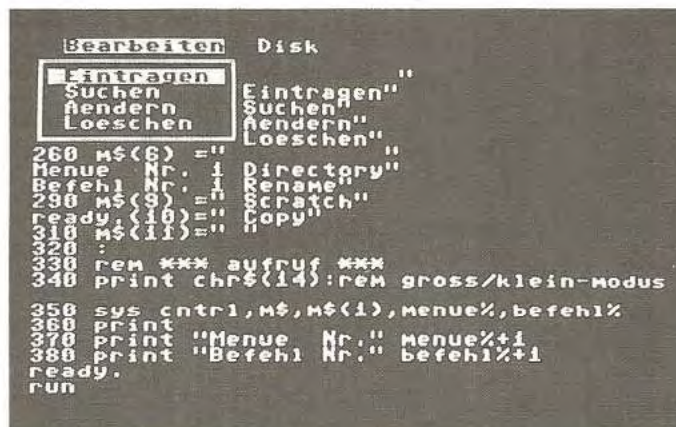 Bearbeiten Disk
Eintragen "
Suchen Eintragen"
Aendern Suchen"
Loeschen Aendern"
Loeschen"
260 m$(6) =" "
Menue Nr. 1 Directory"
Befehl Nr. 1 Rename"
290 m$(9) =" Scratch"
ready.(10)=" Copy"
310 m$(11)=" "
320 :
330 rem *** aufruf ***
340 print chr$(14):rem gross/klein-modus
350 sys cntrl,m$,m$(1),menue%,befehl%
360 print
370 print "Menue Nr." menue%+1
380 print "Befehl Nr." befehl%+1
ready.
run